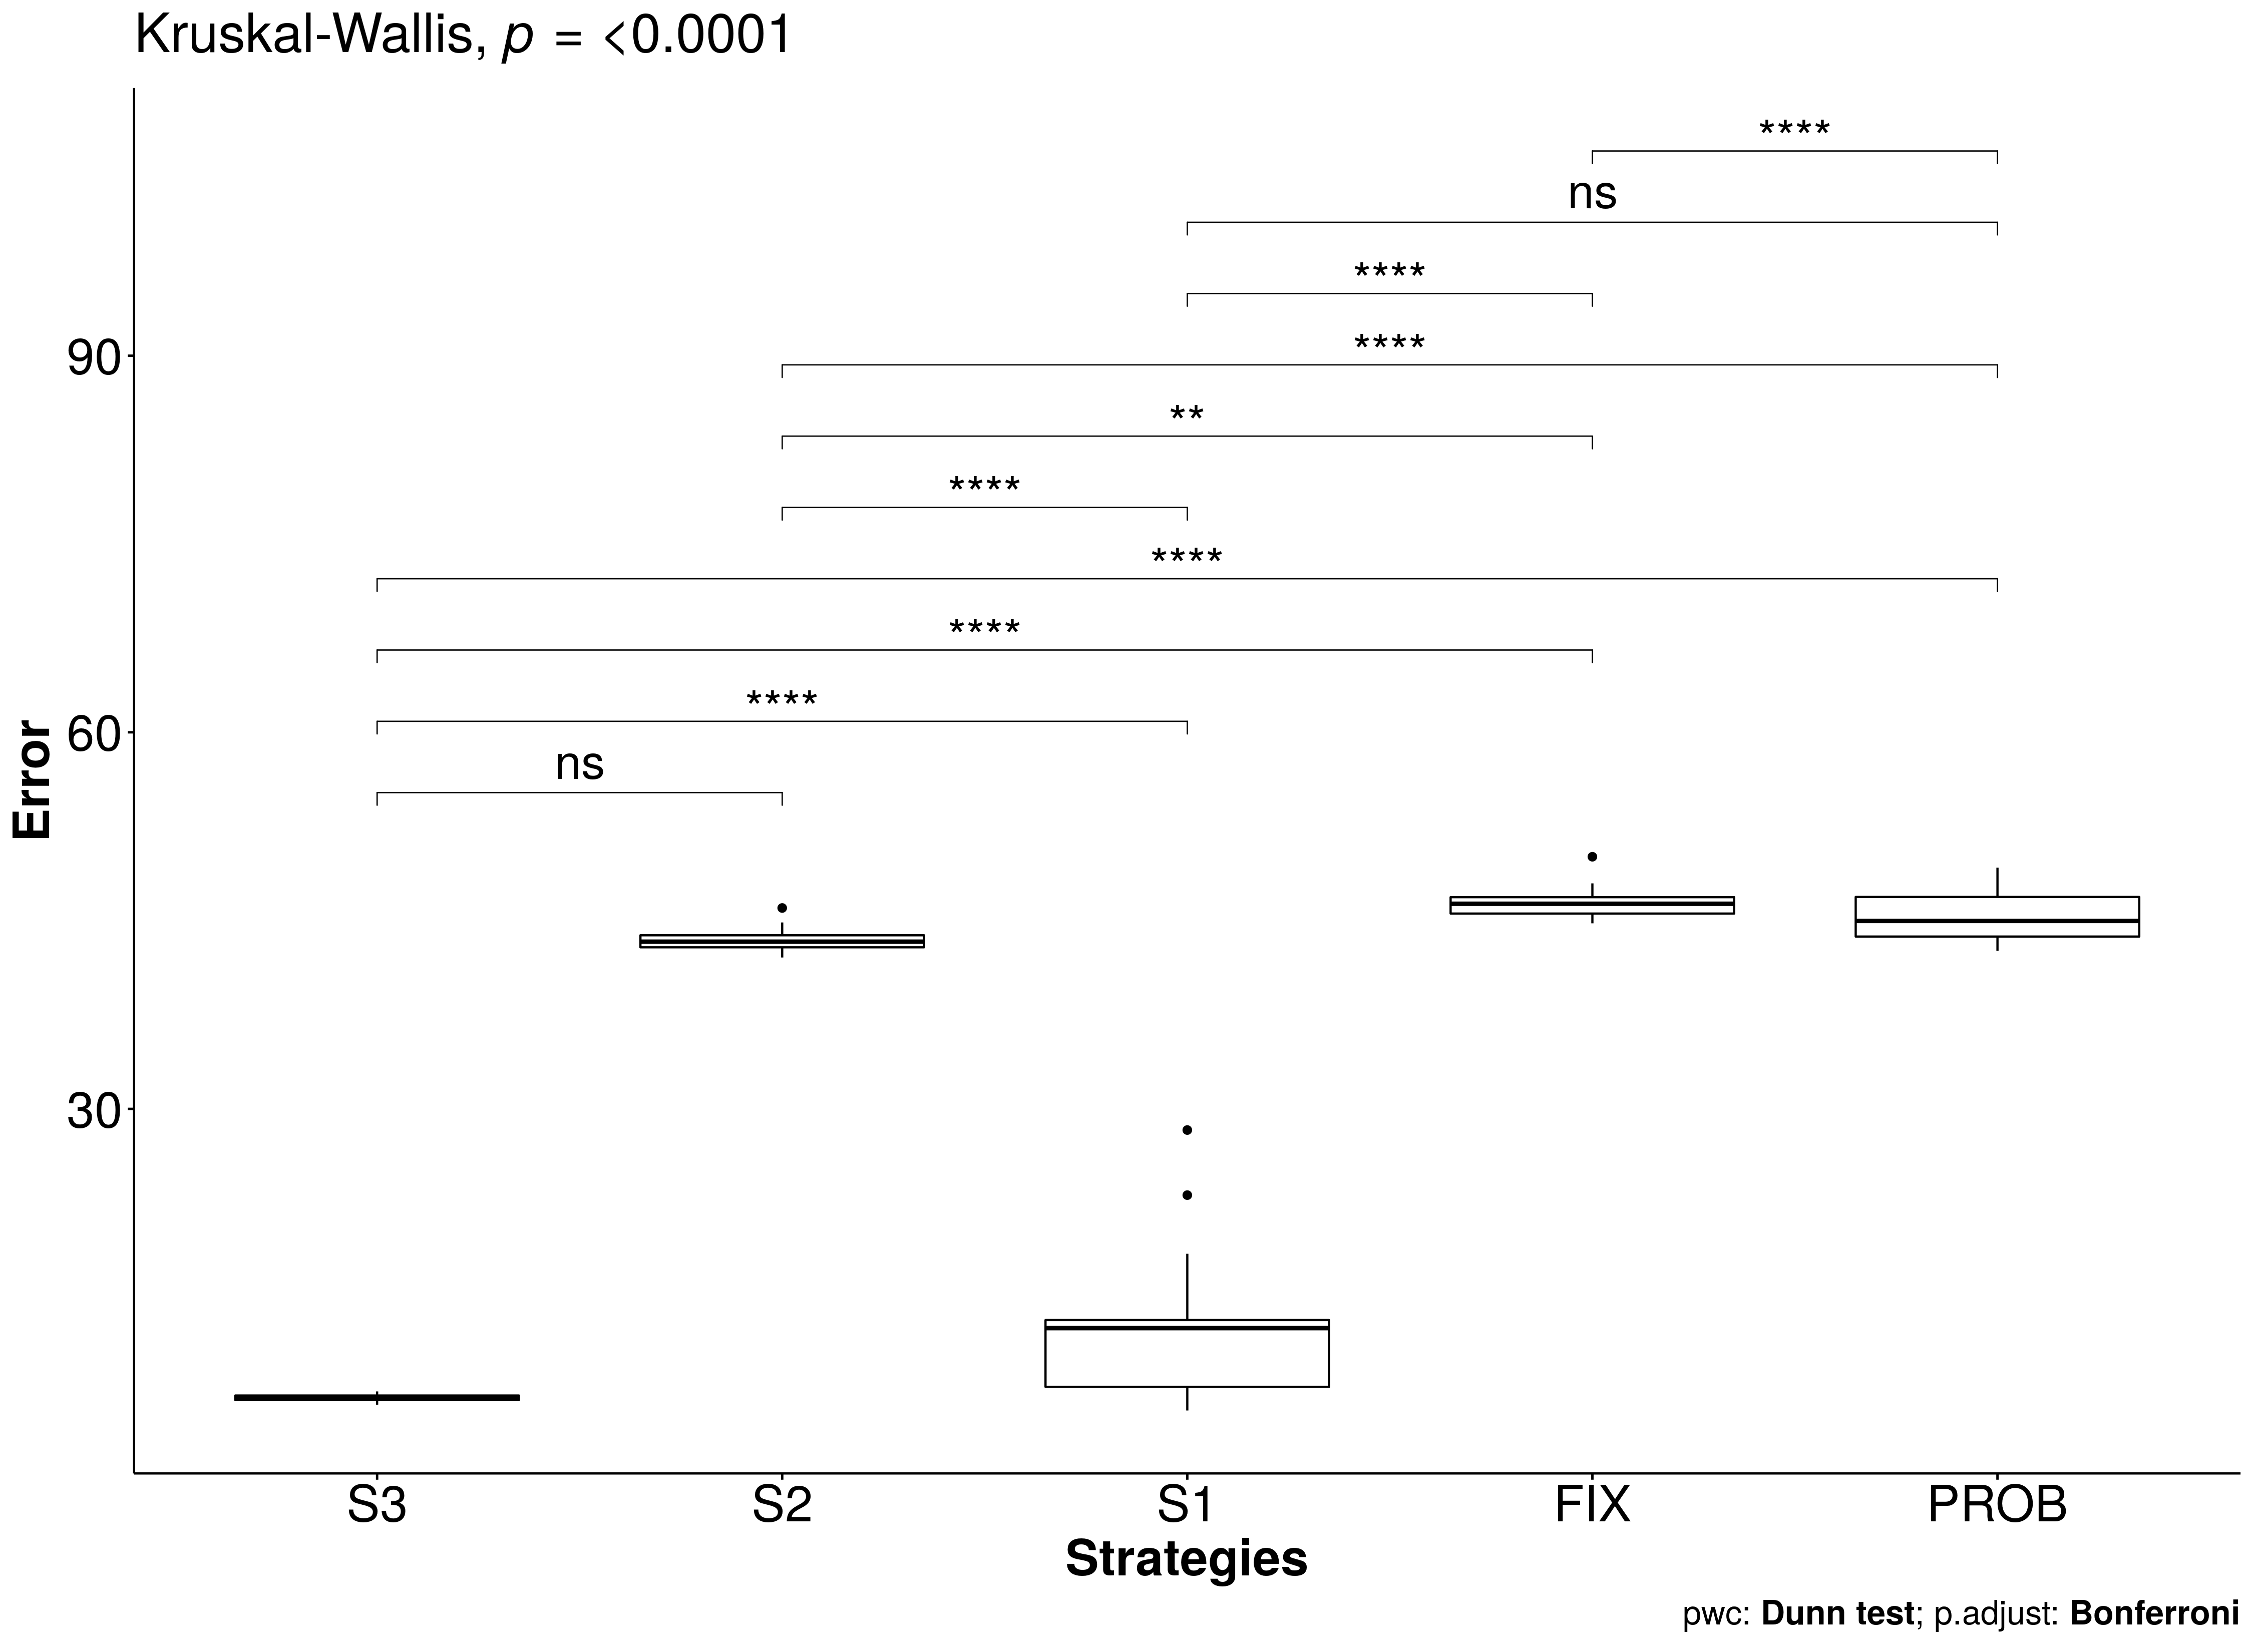 Kruskal-Wallis, p = <0.0001
****
ns
****
90
****
**
****
****
****
****
60
ns
Error
30
S3 S2 S1 FIX PROB
Strategies
pwc: Dunn test; p.adjust: Bonferroni